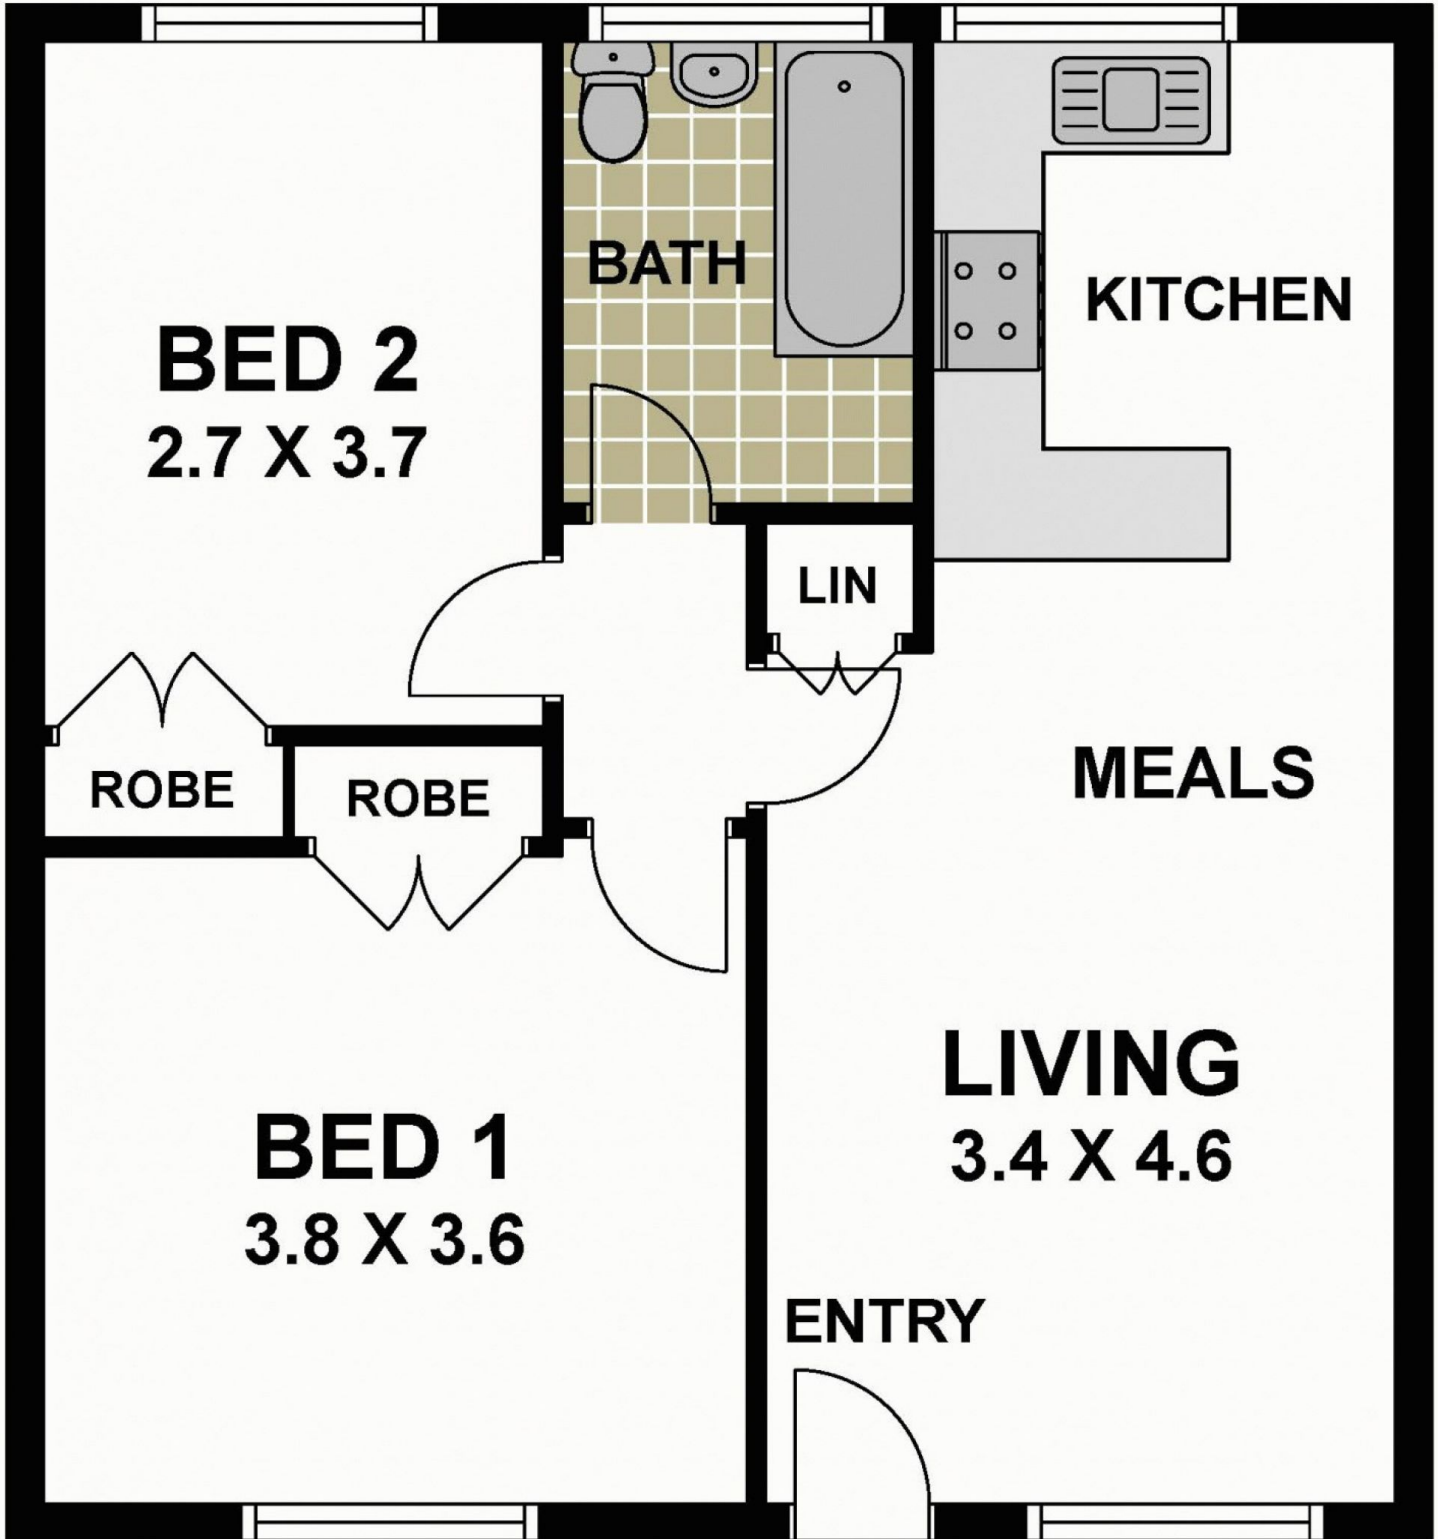 BATH
KITCHEN
BED 2
2.7 X 3.7
LIN
ROBE
ROBE
MEALS
LIVING
3.4 X 4.6
BED 1
3.8 X 3.6
ENTRY